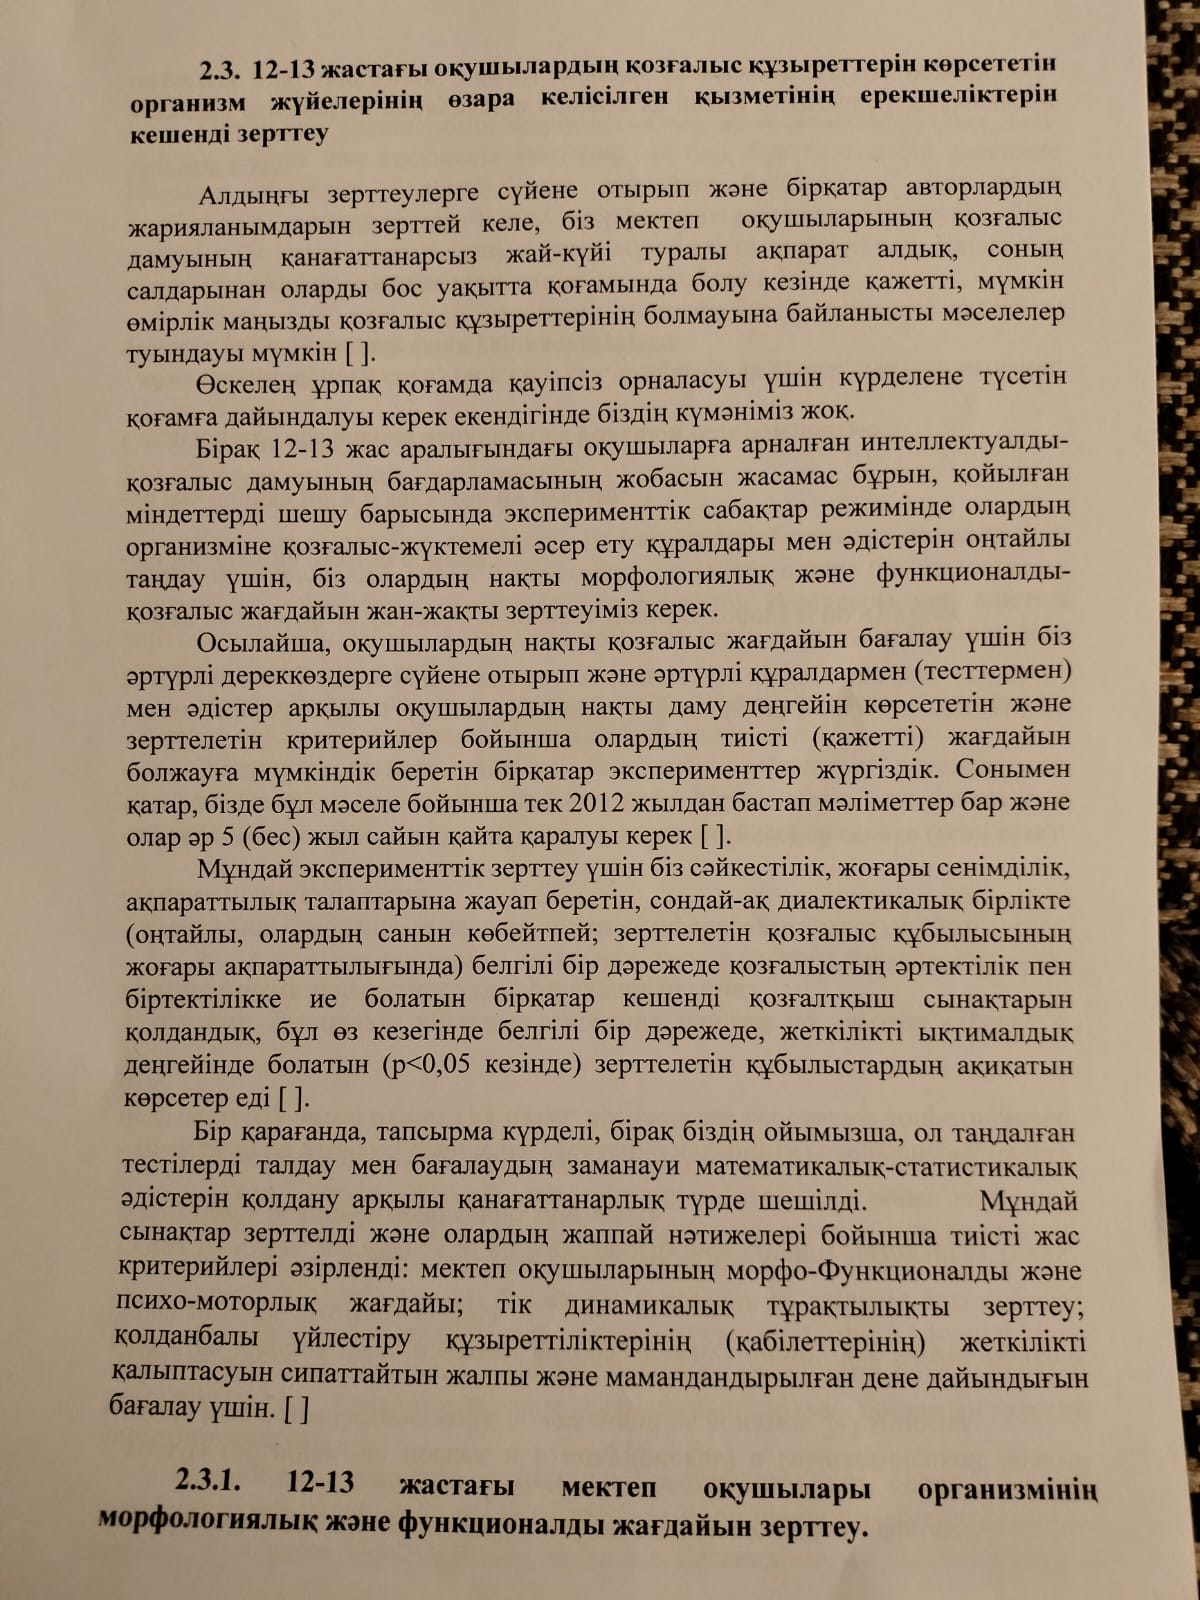 2.3. 12-13 жастағы оқушылардың қозғалыс құзыреттерін көрсететін
организм жүйелерінің өзара келісілген қызметінің ерекшеліктерін
кешенді зерттеу
Алдыңғы зерттеулерге сүйене отырып және бірқатар авторлардың
жарияланымдарын зерттей келе, біз мектеп оқушыларының қозғалыс
дамуының қанағаттанарсыз жай-күйі туралы ақпарат алдық, соның
салдарынан оларды бос уақытта қоғамында болу кезінде қажетті, мүмкін
өмірлік маңызды қозғалыс құзыреттерінің болмауына байланысты мәселелер
туындауы мүмкін [ ].
Өскелең ұрпақ қоғамда қауіпсіз орналасуы үшін күрделене түсетін
қоғамға дайындалуы керек екендігінде біздің күмәніміз жоқ.
Бірақ 12-13 жас аралығындағы оқушыларға арналған интеллектуалды-
қозғалыс дамуының бағдарламасының жобасын жасамас бұрын, қойылған
міндеттерді шешу барысында эксперименттік сабақтар режимінде олардың
организміне қозғалыс-жүктемелі әсер ету құралдары мен әдістерін оңтайлы
таңдау үшін, біз олардың нақты морфологиялық және функционалды-
қозғалыс жағдайын жан-жақты зерттеуіміз керек.
Осылайша, оқушылардың нақты қозғалыс жағдайын бағалау үшін біз
әртүрлі дереккөздерге сүйене отырып және әртүрлі құралдармен (тесттермен)
мен әдістер арқылы оқушылардың нақты даму деңгейін көрсететін және
зерттелетін критерийлер бойынша олардың тиісті (қажетті) жағдайын
болжауға мүмкіндік беретін бірқатар эксперименттер жүргіздік. Сонымен
қатар, бізде бұл мәселе бойынша тек 2012 жылдан бастап мәліметтер бар және
олар әр 5 (бес) жыл сайын қайта қаралуы керек [ ].
Мұндай эксперименттік зерттеу үшін біз сәйкестілік, жоғары сенімділік,
ақпараттылық талаптарына жауап беретін, сондай-ақ диалектикалық бірлікте
(оңтайлы, олардың санын көбейтпей; зерттелетін қозғалыс құбылысының
жоғары ақпараттылығында) белгілі бір дәрежеде қозғалыстың әртектілік пен
біртектілікке ие болатын бірқатар кешенді қозғалтқыш сынақтарын
қолдандық, бұл өз кезегінде белгілі бір дәрежеде, жеткілікті ықтималдық
деңгейінде болатын (р<0,05 кезінде) зерттелетін құбылыстардың ақиқатын
көрсетер еді [ ].
Бір қарағанда, тапсырма күрделі, бірақ біздің ойымызша, ол таңдалған
тестілерді талдау мен бағалаудың заманауи математикалық-статистикалық
әдістерін қолдану арқылы қанағаттанарлық түрде шешілді. Мұндай
сынақтар зерттелді және олардың жаппай нәтижелері бойынша тиісті жас
критерийлері әзірленді: мектеп оқушыларының морфо-Функционалды және
психо-моторлық жағдайы; тік динамикалық тұрақтылықты зерттеу;
қолданбалы үйлестіру құзыреттіліктерінің (қабілеттерінің) жеткілікті
қалыптасуын сипаттайтын жалпы және мамандандырылған дене дайындығын
бағалау үшін. [ ]
2.3.1. 12-13 жастағы мектеп оқушылары организмінің
морфологиялық және функционалды жағдайын зерттеу.